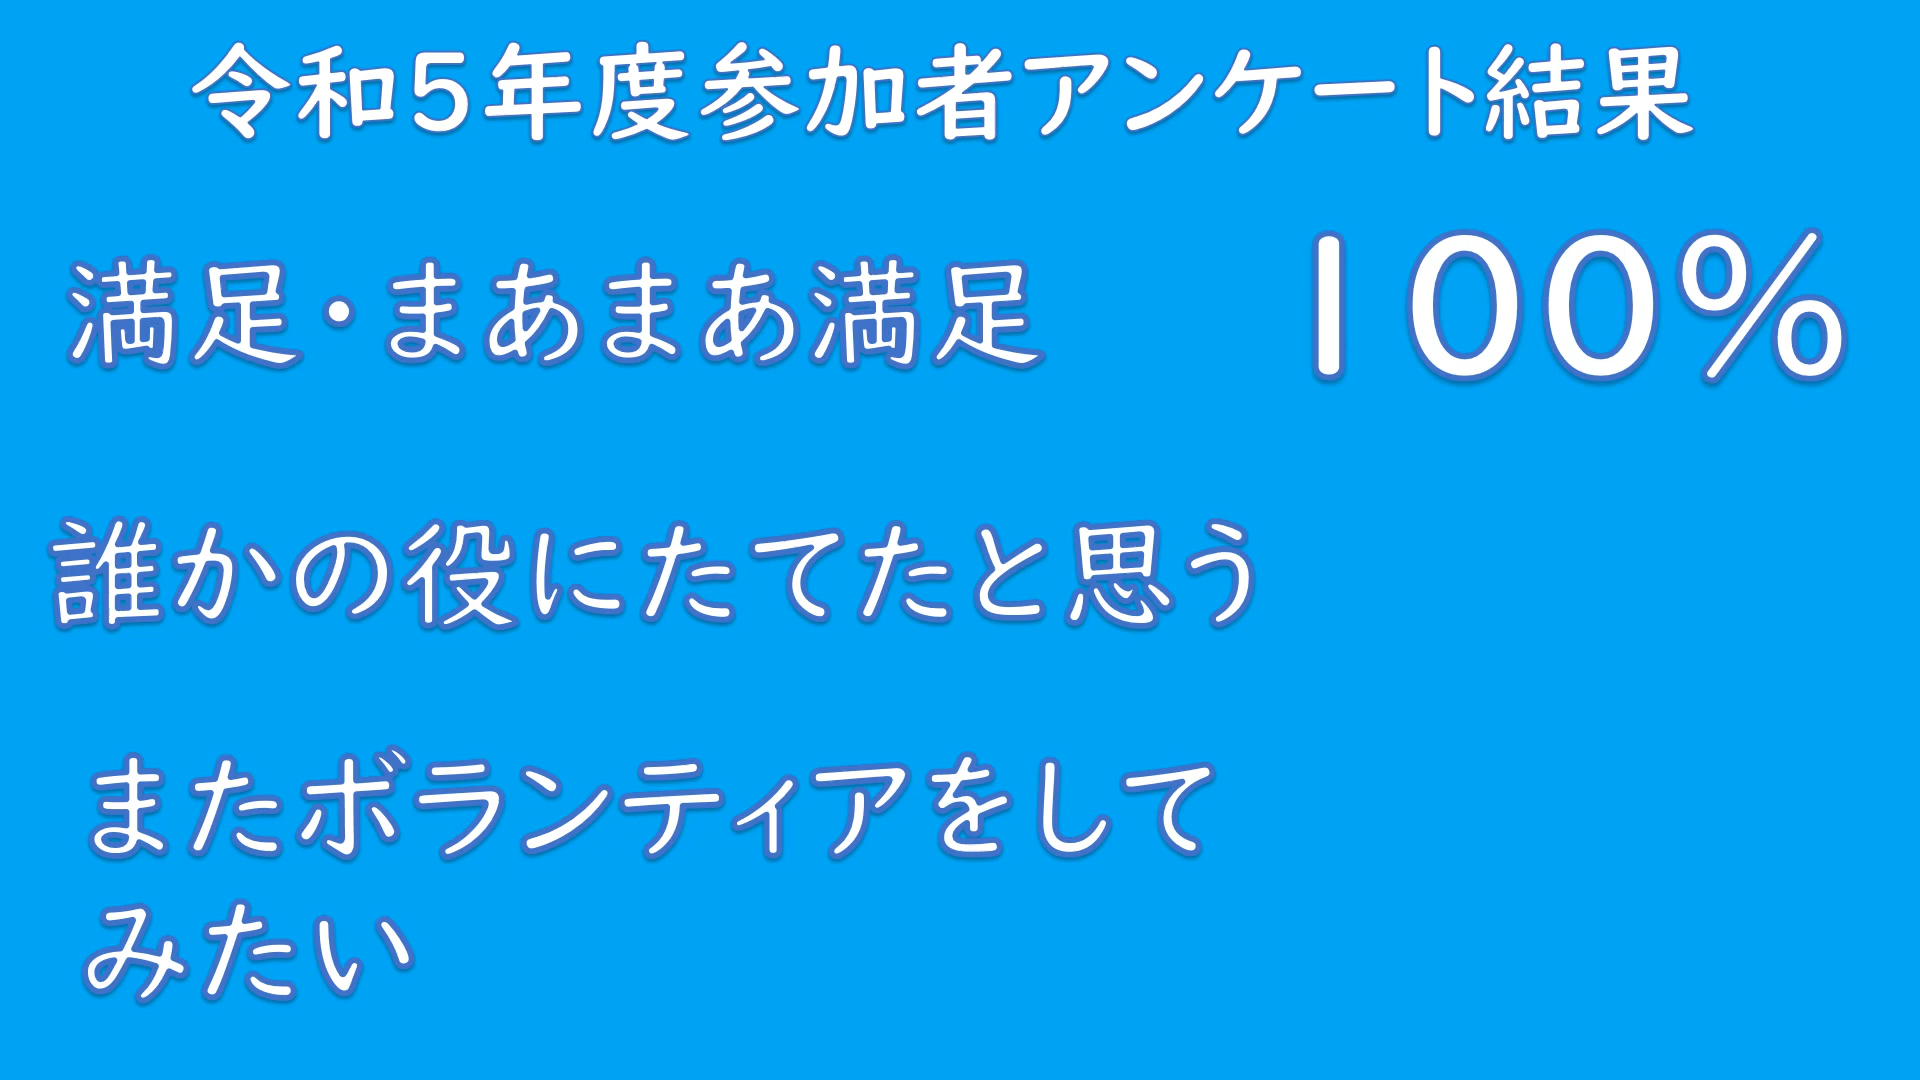 令和5年度参加者アンケート結果
満足・まあまあ満足 100%
誰かの役にたてたと思う
またボランティアをして
みたい